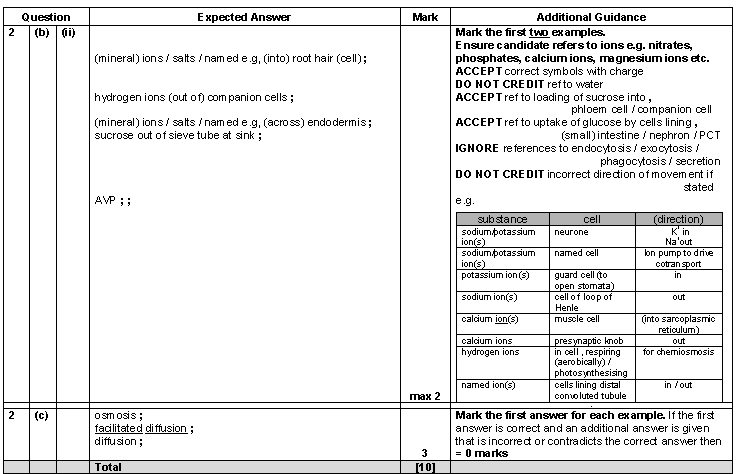 Question Expected Answer Mark Additional Guidance
2 (b) (ii) Mark the first two examples.
Ensure candidate refers to ions e.g. nitrates,
(mineral) ions / salts / named e.g, (into) root hair (cell) ; phosphates, calcium ions, magnesium ions etc.
ACCEPT correct symbols with charge
DO NOT CREDIT ref to water
hydrogen ions (out of) companion cells ; ACCEPT ref to loading of sucrose into ,
phloem cell / companion cell
(mineral) ions / salts / named e.g, (across) endodermis ; ACCEPT ref to uptake of glucose by cells lining ,
sucrose out of sieve tube at sink ; (small) intestine / nephron / PCT
IGNORE references to endocytosis / exocytosis /
phagocytosis / secretion
DO NOT CREDIT incorrect direction of movement if
stated
AVP ; ; e.g.
substance cell (direction)
sodium/potassium neurone K+ in
ion(s) Na+ out
sodium/potassium named cell Ion pump to drive
ion(s) cotransport
potassium ion(s) guard cell (to in
open stomata)
sodium ion(s) cell of loop of out
Henle
calcium ion(s) muscle cell (into sarcoplasmic
reticulum)
calcium ions presynaptic knob out
hydrogen ions in cell , respiring for chemiosmosis
(aerobically) /
photosynthesising
named ion(s) cells lining distal in / out
max 2 convoluted tubule
2 (c) osmosis ; Mark the first answer for each example. If the first
facilitated diffusion ; answer is correct and an additional answer is given
diffusion ; that is incorrect or contradicts the correct answer then
3 = 0 marks
Total [10]